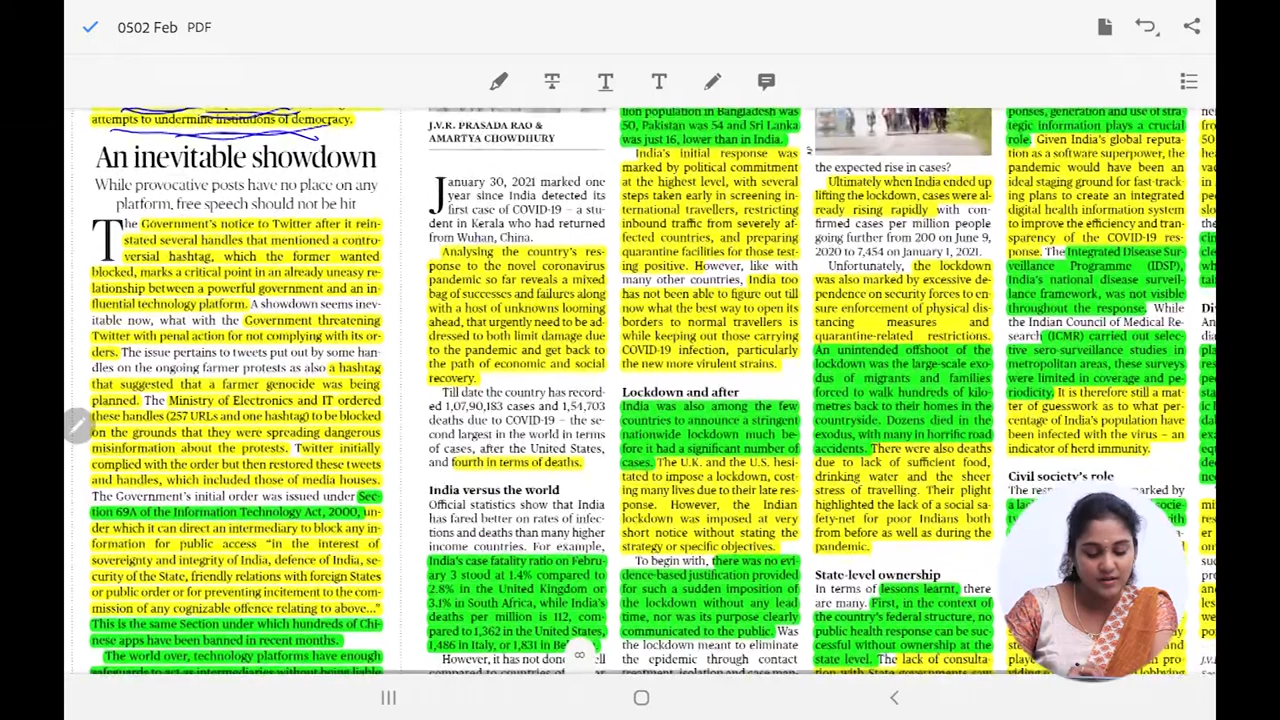 0502 Feb PDF
attempts to undermine institutions of democracy.
An inevitable showdown
While provocative posts have no place on any
platform, free speech should not be hit
The Government's notice to Twitter after it rein-
stated several handles that mentioned a contro-
versial hashtag, which the former wanted
blocked, marks a critical point in an already uneasy re-
lationship between a powerful government and an in-
fluential technology platform. A showdown seems inev-
itable now, what with the Government threatening
Twitter with penal action for not complying with its or-
ders. The issue pertains to tweets put out by some han-
dles on the ongoing farmer protests as also a hashtag
that suggested that a farmer genocide was being
planned. The Ministry of Electronics and IT ordered
these handles (257 URLs and one hashtag) to be blocked
on the grounds that they were spreading dangerous
misinformation about the protests. Twitter initially
complied with the order but then restored these tweets
and handles, which included those of media houses.
The Government's initial order was issued under Sec-
tion 69A of the Information Technology Act, 2000, un-
der which it can direct an intermediary to block any in-
formation for public access "in the interest of
sovereignty and integrity of India, defence of India, se-
curity of the State, friendly relations with foreign States
or public order or for preventing incitement to the com-
mission of any cognizable offence relating to above..."
This is the same Section under which hundreds of Chi-
nese apps have been banned in recent months.
The world over, technology platforms have enough
safeguards to act as intermediaries without being liable
J.V.R. PRASADA RAO &
AMARTYA CHOWDHURY
January 30, 2021 marked one
year since India detected its
first case of COVID-19 – a stu-
dent in Kerala who had returned
from Wuhan, China.
Analysing the country's res-
ponse to the novel coronavirus
pandemic so far reveals a mixed
bag of successes and failures along
with a host of unknowns looming
ahead, that urgently need to be ad-
dressed to both limit damage due
to the pandemic and get back to
the path of economic and social
recovery.
Till date the country has record-
ed 1,07,90,183 cases and 1,54,703
deaths due to COVID-19 – the se-
cond largest in the world in terms
of cases, after the United States,
and fourth in terms of deaths.
India versus the world
Official statistics show that India
has fared better on rates of infec-
tions and deaths than many higher
income countries. For example,
India's case fatality ratio on Febru-
ary 3 stood at 1.4% compared to
2.8% in the United Kingdom or
3.1% in South Africa, while India's
deaths per million is 112, com-
pared to 1,362 in the United States,
1,486 in Italy, or 1,831 in
However, it has not done
compared to countries of
tion population in Bangladesh was
50, Pakistan was 54 and Sri Lanka
was just 16, lower than in India.
India's initial response was
marked by political commitment
at the highest level, with several
steps taken early in screening in-
ternational travellers, restricting
inbound traffic from severely af-
fected countries, and preparing
quarantine facilities for those test-
ing positive. However, like with
many other countries, India too
has not been able to figure out till
now what the best way to open its
borders to normal travellers is
while keeping out those carrying
COVID-19 infection, particularly
the new more virulent strains.
Lockdown and after
India was also among the few
countries to announce a stringent
nationwide lockdown much be-
fore it had a significant number of
cases. The U.K. and the U.S. hesi-
tated to impose a lockdown, cost-
ing many lives due to their late res-
ponse. However, the Indian
lockdown was imposed at very
short notice without stating the
strategy or specific objectives.
To begin with, there was no evi-
dence-based justification provided
for such a sudden imposition of
the lockdown without any lead
time, nor was its purpose clearly
communicated to the public. Was
the lockdown meant to eliminate
the epidemic through contact
treatment, isolation and case man-
the expected rise in cases?
Ultimately when India ended up
lifting the lockdown, cases were al-
ready rising rapidly with con-
firmed cases per million people
going further from 200 on June 9,
2020 to 7,454 on January 1, 2021.
Unfortunately, the lockdown
was also marked by excessive de-
pendence on security forces to en-
sure enforcement of physical dis-
tancing measures and
quarantine-related restrictions.
An unintended offshoot of the
lockdown was the large-scale exo-
dus of migrants and families
forced to walk hundreds of kilo-
metres back to their homes in the
countryside. Dozens died in the
exodus, with many in horrific road
accidents. There were also deaths
due to lack of sufficient food,
drinking water and the sheer
stress of travelling. Their plight
highlighted the lack of a social sa-
fety-net for poor Indians both
from before as well as during the
pandemic.
State-level ownership
In terms of lessons learnt, there
are many. First, in the context of
the country's federal structure, no
public health response can be suc-
cessful without ownership at the
state level. The lack of consulta-
tion with State governments saw
ponses, generation and use of stra-
tegic information plays a crucial
role. Given India's global reputa-
tion as a software superpower, the
pandemic would have been an
ideal staging ground for fast-track-
ing plans to create an integrated
digital health information system
to improve the efficiency and tran-
sparency of the COVID-19 res-
ponse. The Integrated Disease Sur-
veillance Programme (IDSP),
India's national disease surveil-
lance framework, was not visible
throughout the response. While
the Indian Council of Medical Re-
search (ICMR) carried out selec-
tive sero-surveillance studies in
metropolitan areas, these surveys
were limited in coverage and pe-
riodicity. It is therefore still a mat-
ter of guesswork as to what per-
centage of India's population have
been infected with the virus – an
indicator of herd immunity.
Civil society's role